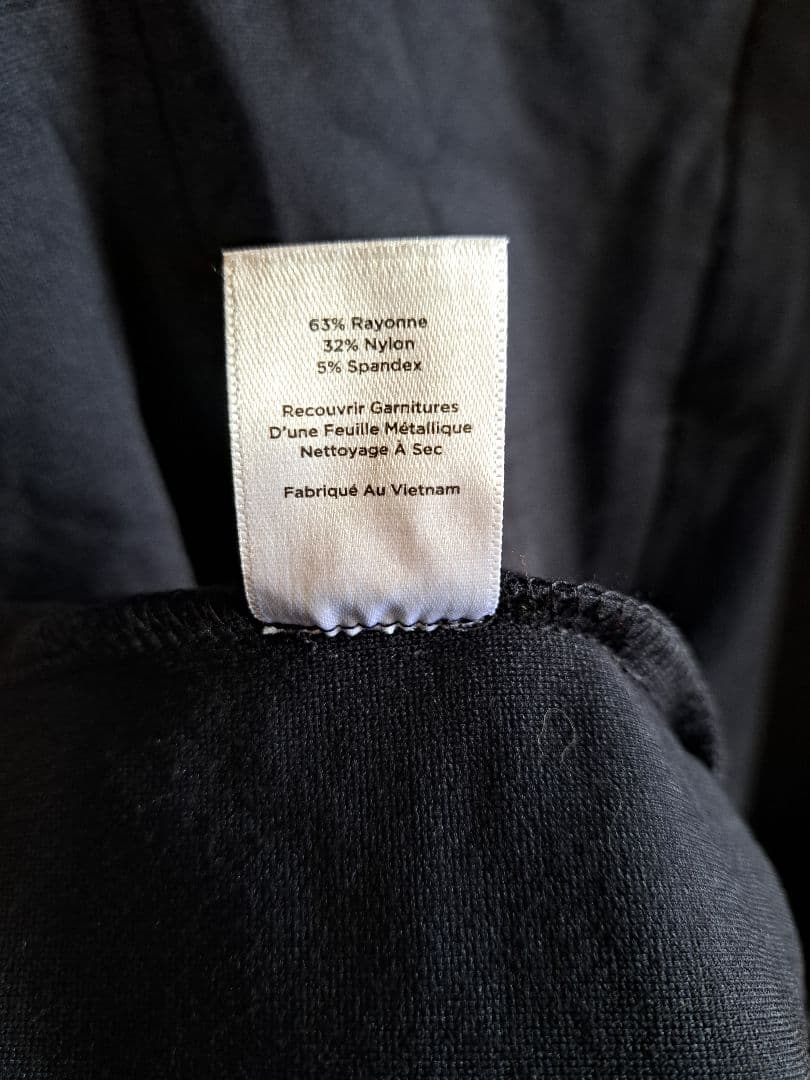 63% Rayonne
32% Nylon
5% Spandex
Recouvrir Garnitures
D'une Feuille Métallique
Nettoyage À Sec
Fabriqué Au Vietnam